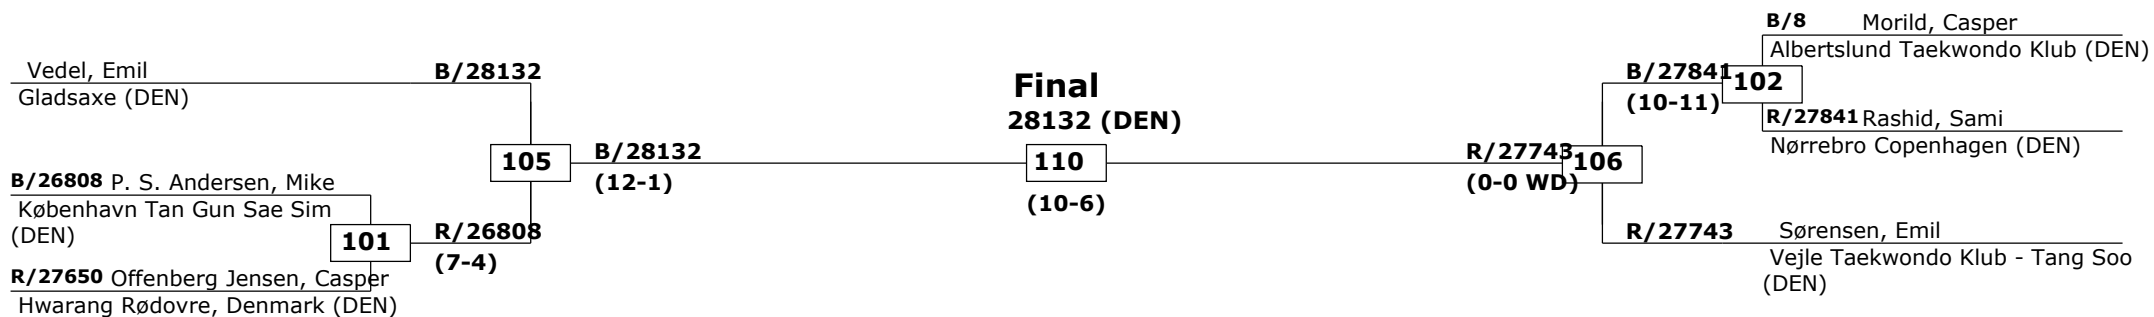 Vedel, Emil
Gladsaxe (DEN)
B/28132
B/26808 P. S. Andersen, Mike
København Tan Gun Sae Sim
(DEN)
R/27650 Offenberg Jensen, Casper
Hwarang Rødovre, Denmark (DEN)
101
R/26808
(7-4)
105
B/28132
(12-1)
Final
28132 (DEN)
110
(10-6)
R/27743
(0-0 WD)
106
B/27841
(10-11)
102
B/8 Morild, Casper
Albertslund Taekwondo Klub (DEN)
R/27841 Rashid, Sami
Nørrebro Copenhagen (DEN)
R/27743
Sørensen, Emil
Vejle Taekwondo Klub - Tang Soo
(DEN)